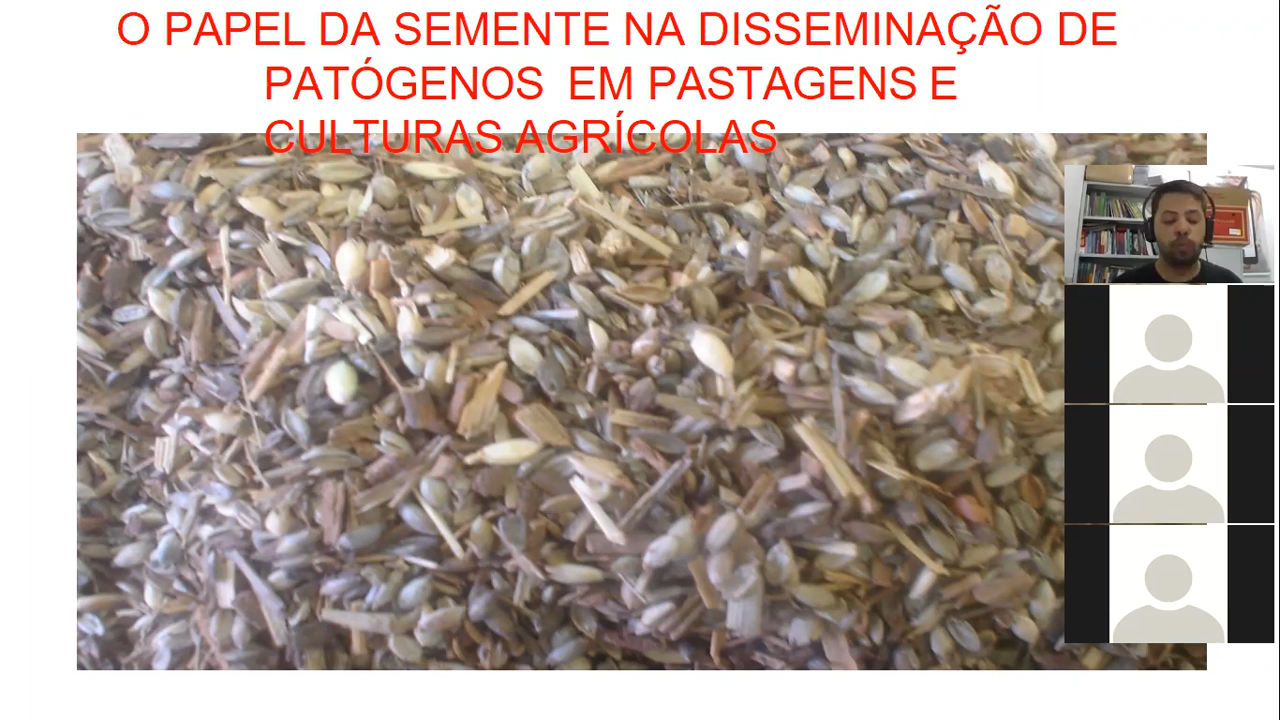 O PAPEL DA SEMENTE NA DISSEMINAÇÃO DE
PATÓGENOS EM PASTAGENS E
CULTURAS AGRÍCOLAS